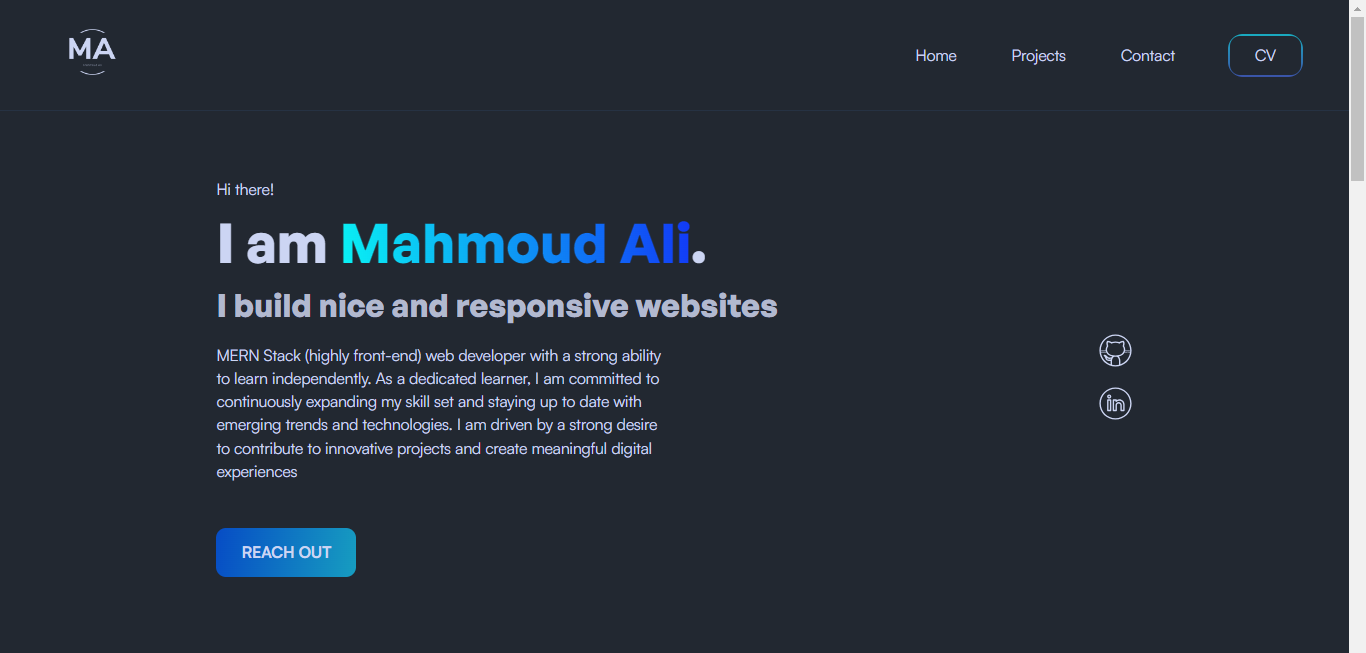 MA
Home
Projects
Contact
CV
Hi there!
I am Mahmoud Ali.
I build nice and responsive websites
MERN Stack (highly front-end) web developer with a strong ability
to learn independently. As a dedicated learner, I am committed to
continuously expanding my skill set and staying up to date with
emerging trends and technologies. I am driven by a strong desire
to contribute to innovative projects and create meaningful digital
experiences
in
REACH OUT